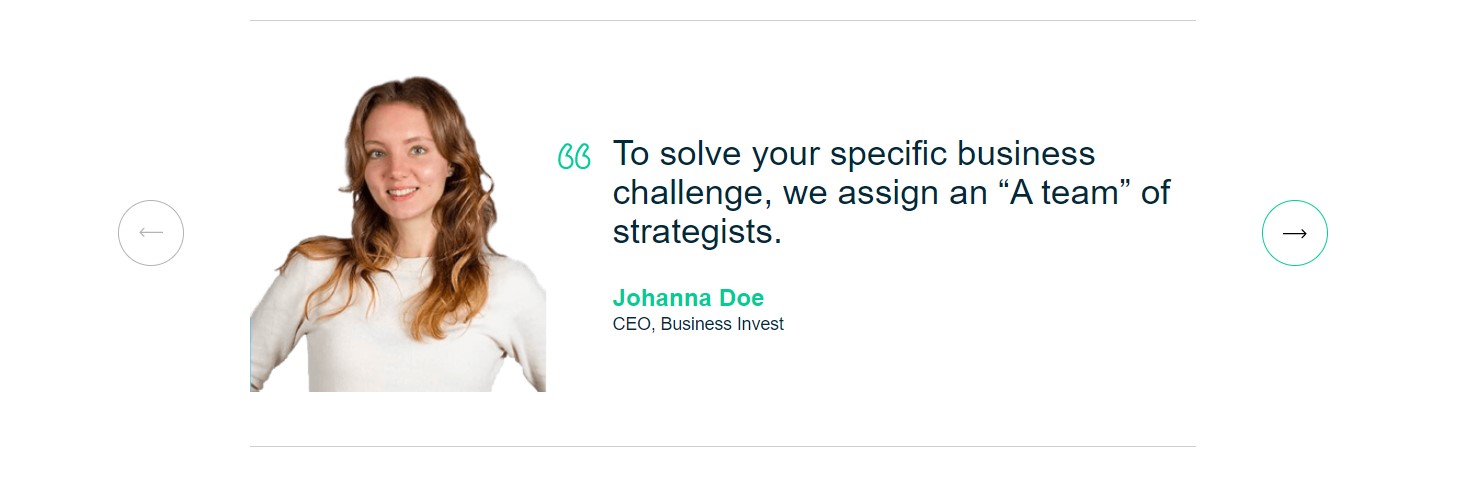 To solve your specific business
challenge, we assign an “A team” of
strategists.
Johanna Doe
CEO, Business Invest